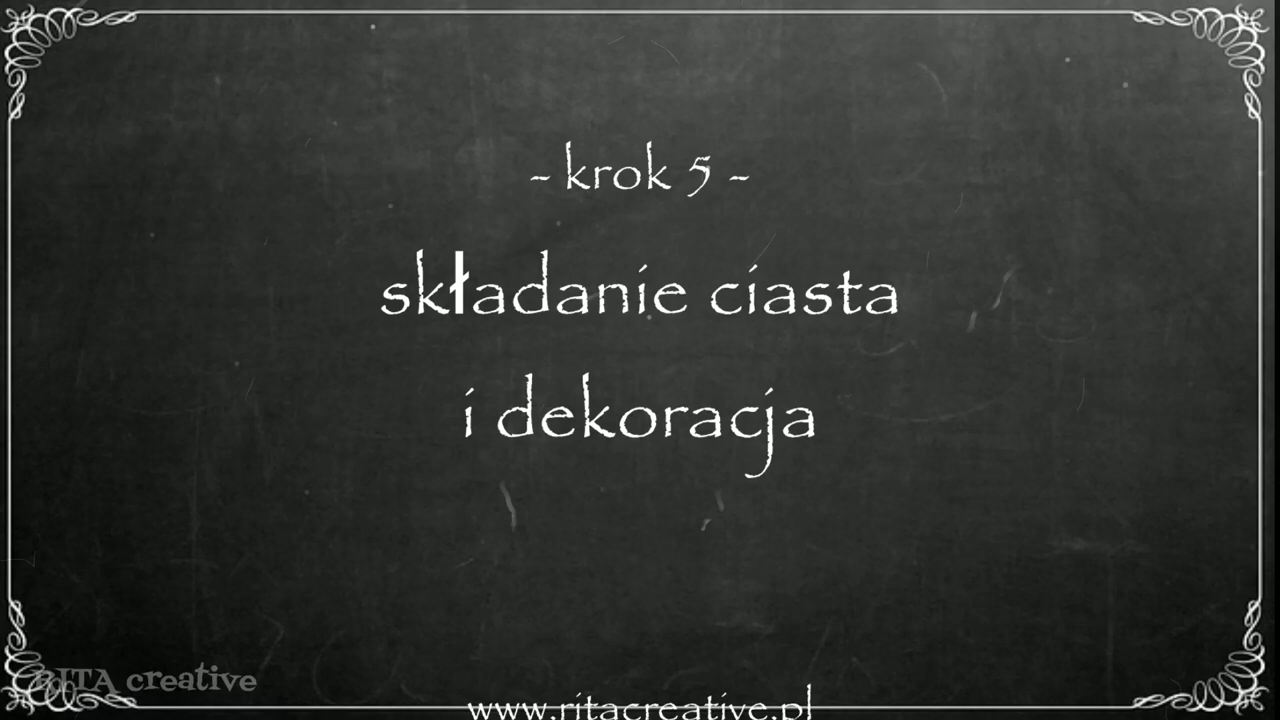 - krok 5 -
składanie ciasta
i dekoracja
RITA creative
www.ritacreative.pl